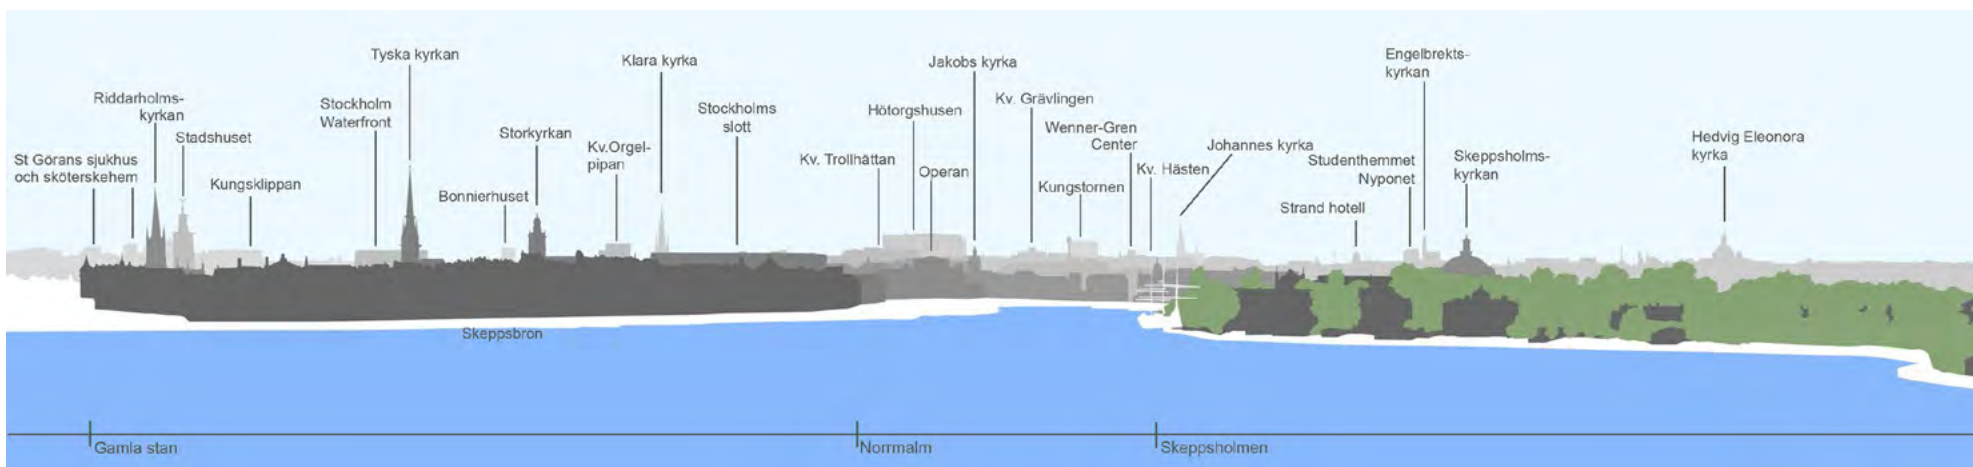 St Görans sjukhus
och sköterskehem
Riddarholms-
kyrkan
Stadshuset
Kungsklippan
Stockholm
Waterfront
Tyska kyrkan
Bonnierhuset
Storkyrkan
Kv.Orgel-
pipan
Klara kyrka
Stockholms
slott
Kv. Trollhättan
Hötorgshusen
Operan
Jakobs kyrka
Kv. Grävlingen
Kungstornen
Wenner-Gren
Center
Kv. Hästen
Johannes kyrka
Strand hotell
Studenthemmet
Nyponet
Engelbrekts-
kyrkan
Skeppsholms-
kyrkan
Hedvig Eleonora
kyrka
Skeppsbron
Gamla stan
Norrmalm
Skeppsholmen